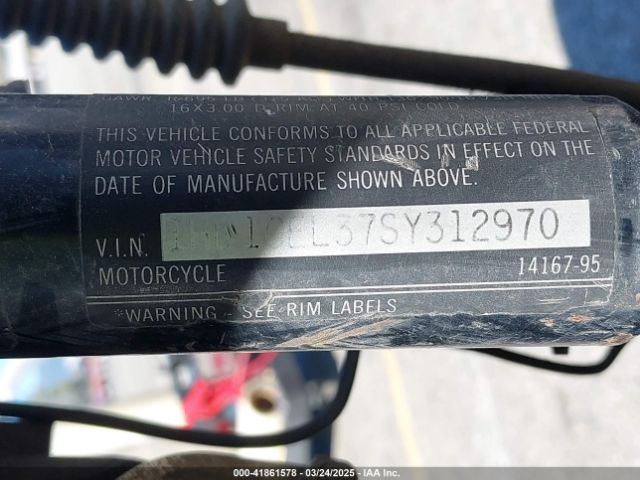 16X3.00 D RIM AT 40 PSI COLD
THIS VEHICLE CONFORMS TO ALL APPLICABLE FEDERAL
MOTOR VEHICLE SAFETY STANDARDS IN EFFECT ON THE
DATE OF MANUFACTURE SHOWN ABOVE.
V.I.N.
MOTORCYCLE 14167-95
*WARNING - SEE RIM LABELS
000-41861578 - 03/24/2025 - IAA Inc.